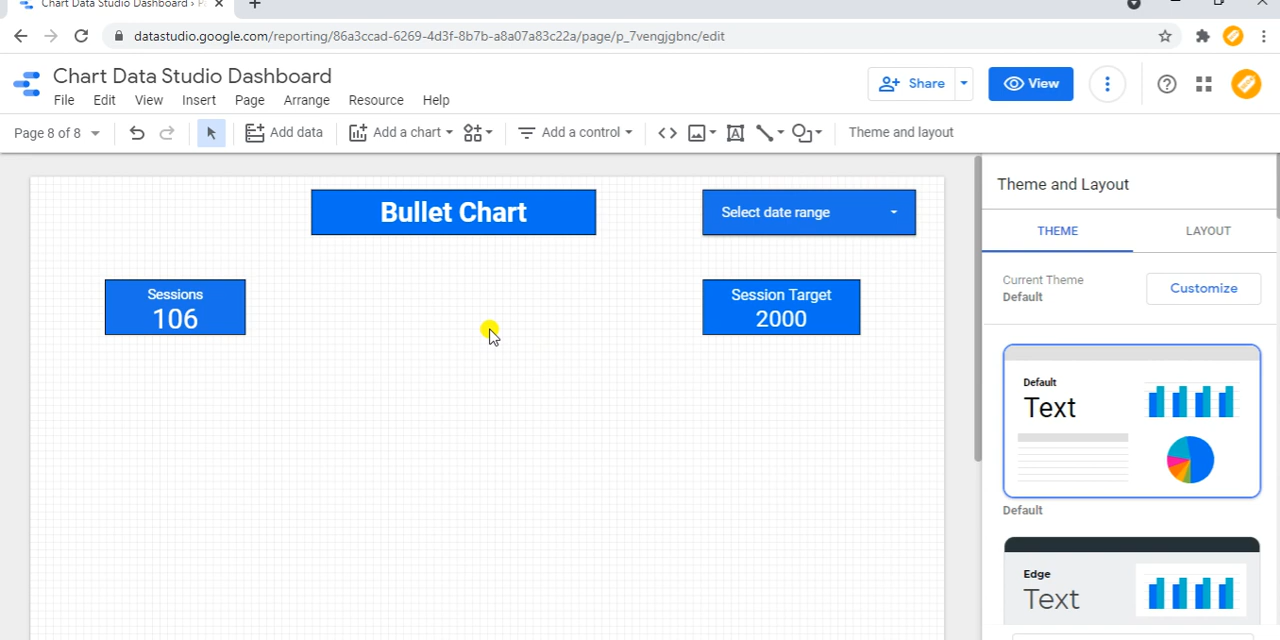 Chart Data Studio Dashboard ›
datastudio.google.com/reporting/86a3ccad-6269-4d3f-8b7b-a8a07a83c22a/page/p_7vengjgbnc/edit
Chart Data Studio Dashboard
Share
View
File Edit View Insert Page Arrange Resource Help
Page 8 of 8
Add data
Add a chart
Add a control
Theme and layout
Bullet Chart
Select date range
Sessions
106
Session Target
2000
Theme and Layout
THEME
LAYOUT
Current Theme
Default
Customize
Default
Text
Default
Edge
Text